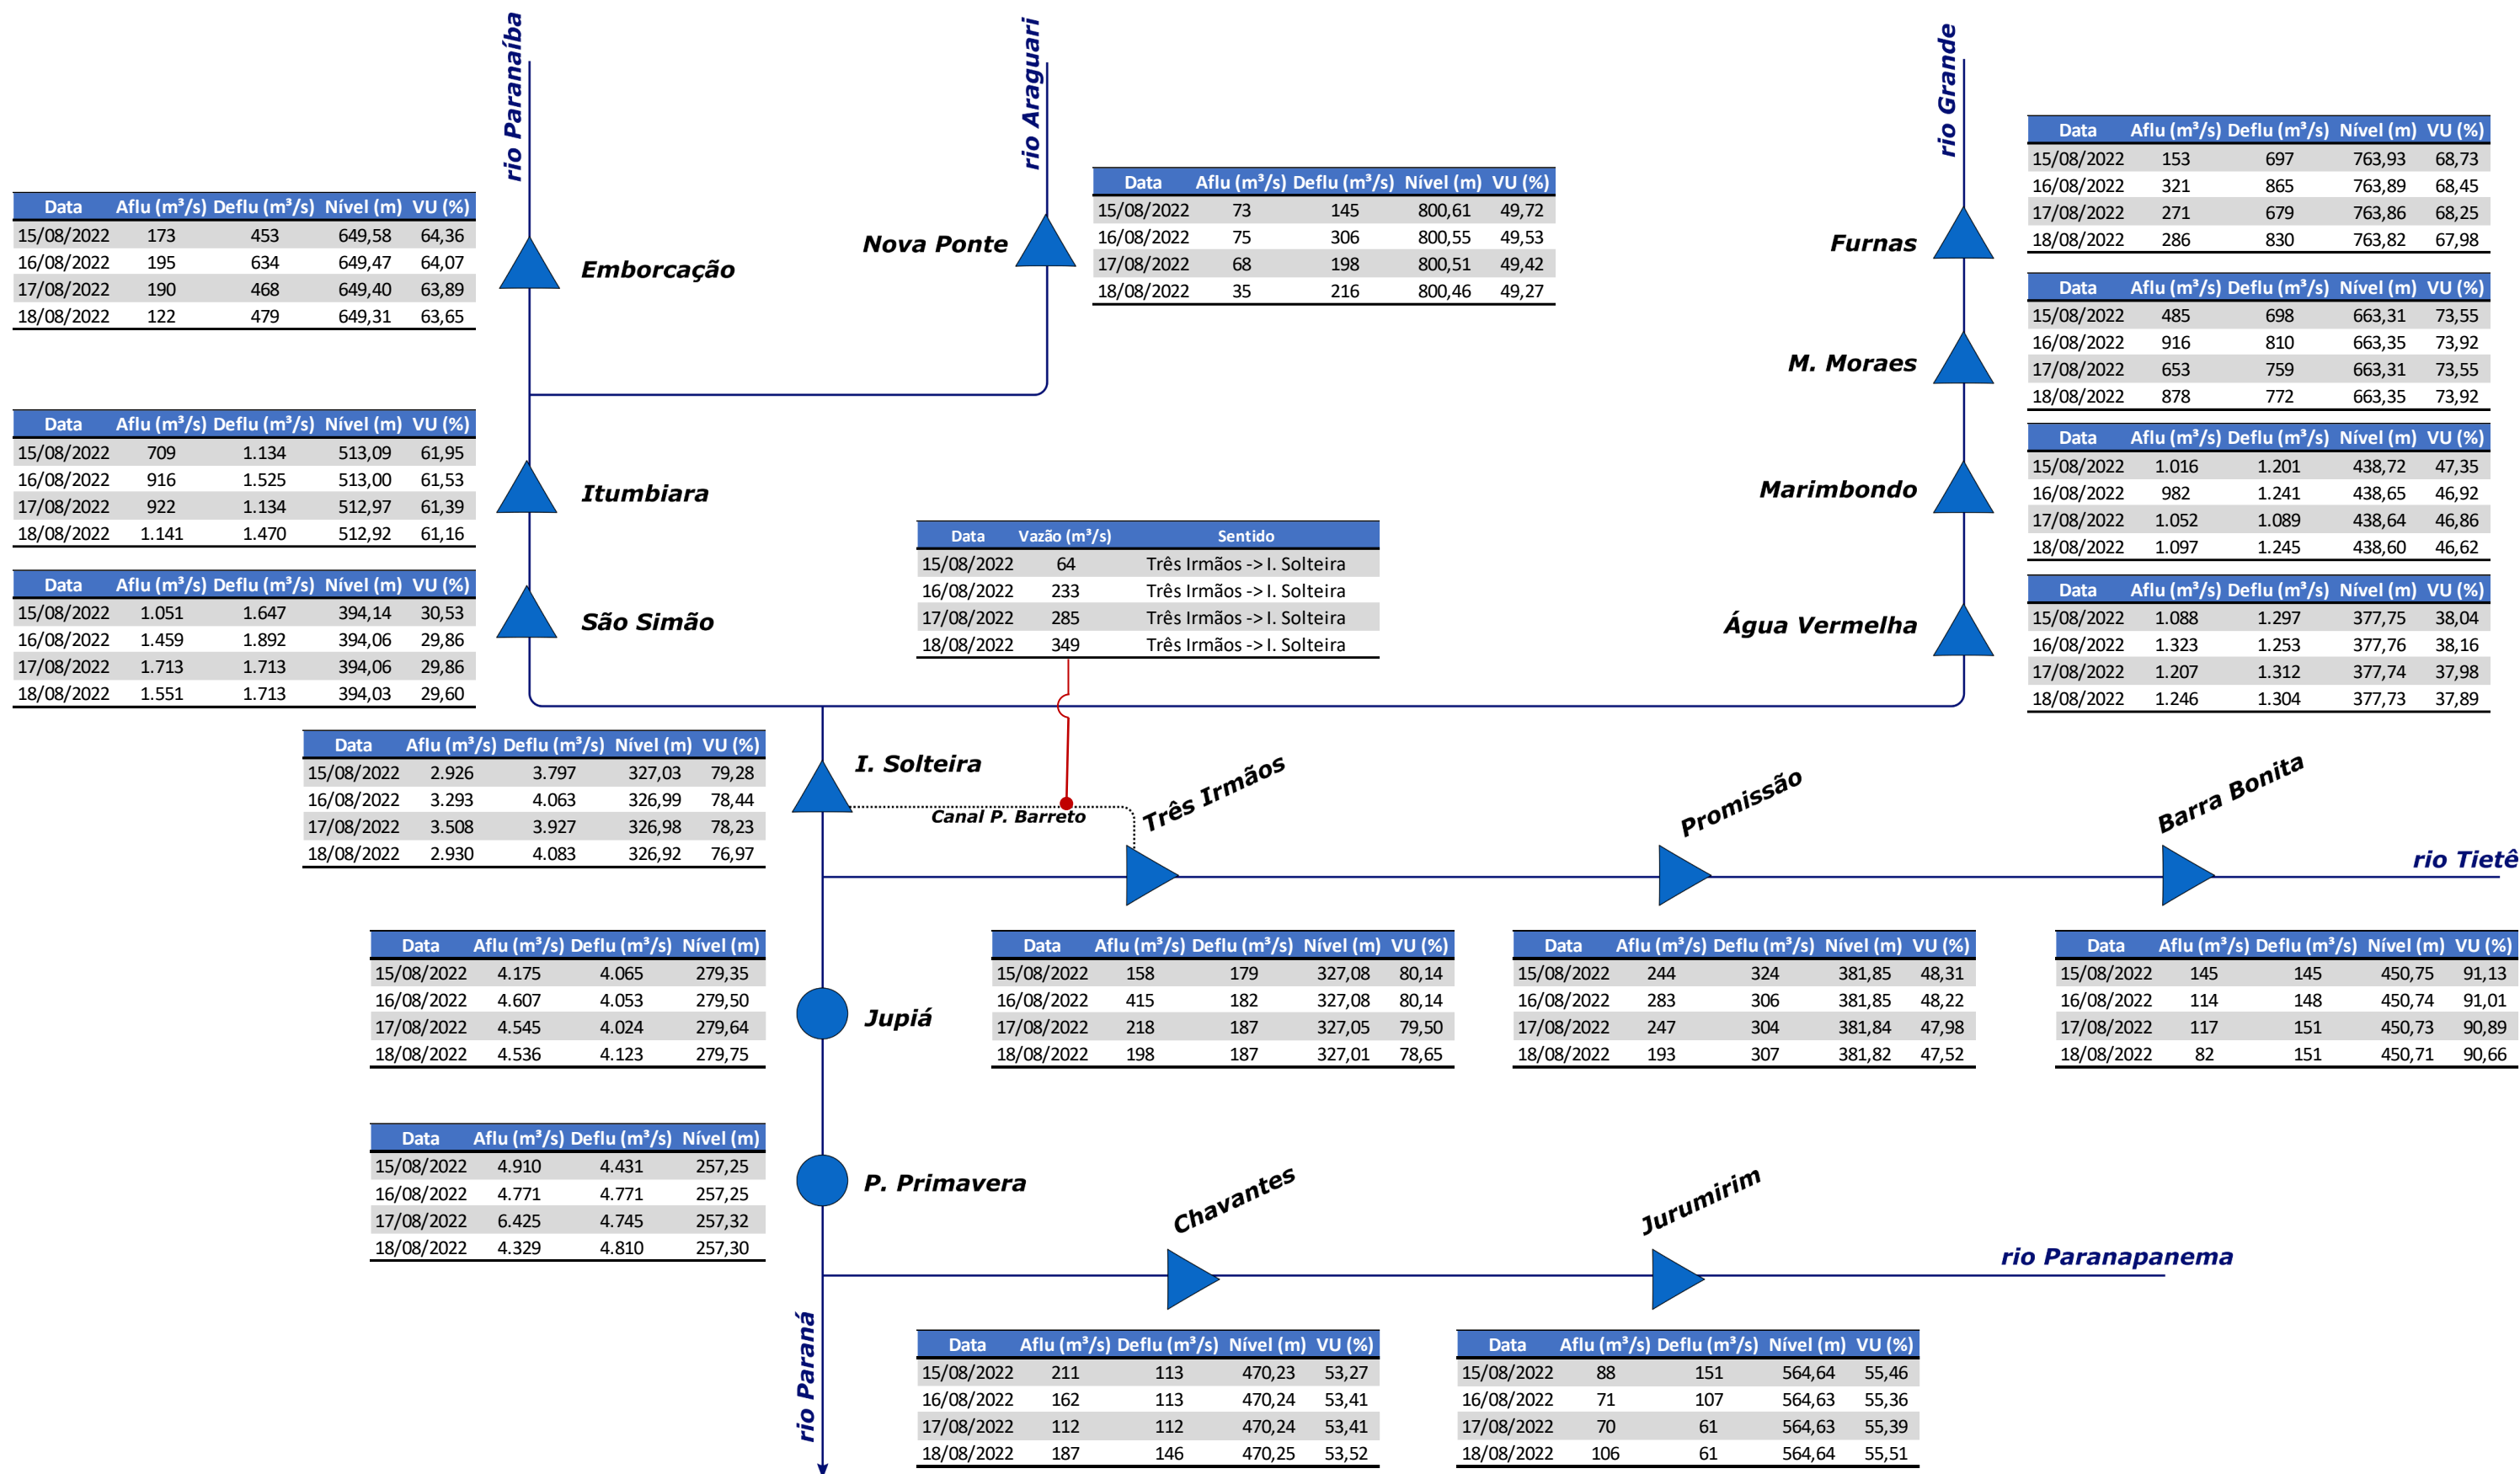 rio Paranaíba
rio Araguari
rio Grande
Data Aflu (m³/s) Deflu (m³/s) Nível (m) VU (%)
15/08/2022 173 453 649,58 64,36
16/08/2022 195 634 649,47 64,07
17/08/2022 190 468 649,40 63,89
18/08/2022 122 479 649,31 63,65
Emborcação
Nova Ponte
Data Aflu (m³/s) Deflu (m³/s) Nível (m) VU (%)
15/08/2022 73 145 800,61 49,72
16/08/2022 75 306 800,55 49,53
17/08/2022 68 198 800,51 49,42
18/08/2022 35 216 800,46 49,27
Furnas
Data Aflu (m³/s) Deflu (m³/s) Nível (m) VU (%)
15/08/2022 153 697 763,93 68,73
16/08/2022 321 865 763,89 68,45
17/08/2022 271 679 763,86 68,25
18/08/2022 286 830 763,82 67,98
M. Moraes
Data Aflu (m³/s) Deflu (m³/s) Nível (m) VU (%)
15/08/2022 485 698 663,31 73,55
16/08/2022 916 810 663,35 73,92
17/08/2022 653 759 663,31 73,55
18/08/2022 878 772 663,35 73,92
Data Aflu (m³/s) Deflu (m³/s) Nível (m) VU (%)
15/08/2022 709 1.134 513,09 61,95
16/08/2022 916 1.525 513,00 61,53
17/08/2022 922 1.134 512,97 61,39
18/08/2022 1.141 1.470 512,92 61,16
Itumbiara
Marimbondo
Data Aflu (m³/s) Deflu (m³/s) Nível (m) VU (%)
15/08/2022 1.016 1.201 438,72 47,35
16/08/2022 982 1.241 438,65 46,92
17/08/2022 1.052 1.089 438,64 46,86
18/08/2022 1.097 1.245 438,60 46,62
Data Aflu (m³/s) Deflu (m³/s) Nível (m) VU (%)
15/08/2022 1.051 1.647 394,14 30,53
16/08/2022 1.459 1.892 394,06 29,86
17/08/2022 1.713 1.713 394,06 29,86
18/08/2022 1.551 1.713 394,03 29,60
São Simão
Data Vazão (m³/s) Sentido
15/08/2022 64 Três Irmãos -> I. Solteira
16/08/2022 233 Três Irmãos -> I. Solteira
17/08/2022 285 Três Irmãos -> I. Solteira
18/08/2022 349 Três Irmãos -> I. Solteira
Água Vermelha
Data Aflu (m³/s) Deflu (m³/s) Nível (m) VU (%)
15/08/2022 1.088 1.297 377,75 38,04
16/08/2022 1.323 1.253 377,76 38,16
17/08/2022 1.207 1.312 377,74 37,98
18/08/2022 1.246 1.304 377,73 37,89
Data Aflu (m³/s) Deflu (m³/s) Nível (m) VU (%)
15/08/2022 2.926 3.797 327,03 79,28
16/08/2022 3.293 4.063 326,99 78,44
17/08/2022 3.508 3.927 326,98 78,23
18/08/2022 2.930 4.083 326,92 76,97
I. Solteira
Canal P. Barreto
Três Irmãos
Promissão
Barra Bonita
rio Tietê
Data Aflu (m³/s) Deflu (m³/s) Nível (m)
15/08/2022 4.175 4.065 279,35
16/08/2022 4.607 4.053 279,50
17/08/2022 4.545 4.024 279,64
18/08/2022 4.536 4.123 279,75
Jupiá
Data Aflu (m³/s) Deflu (m³/s) Nível (m) VU (%)
15/08/2022 158 179 327,08 80,14
16/08/2022 415 182 327,08 80,14
17/08/2022 218 187 327,05 79,50
18/08/2022 198 187 327,01 78,65
Data Aflu (m³/s) Deflu (m³/s) Nível (m) VU (%)
15/08/2022 244 324 381,85 48,31
16/08/2022 283 306 381,85 48,22
17/08/2022 247 304 381,84 47,98
18/08/2022 193 307 381,82 47,52
Data Aflu (m³/s) Deflu (m³/s) Nível (m) VU (%)
15/08/2022 145 145 450,75 91,13
16/08/2022 114 148 450,74 91,01
17/08/2022 117 151 450,73 90,89
18/08/2022 82 151 450,71 90,66
Data Aflu (m³/s) Deflu (m³/s) Nível (m)
15/08/2022 4.910 4.431 257,25
16/08/2022 4.771 4.771 257,25
17/08/2022 6.425 4.745 257,32
18/08/2022 4.329 4.810 257,30
P. Primavera
Chavantes
Jurumirim
rio Paranapanema
rio Paraná
Data Aflu (m³/s) Deflu (m³/s) Nível (m) VU (%)
15/08/2022 211 113 470,23 53,27
16/08/2022 162 113 470,24 53,41
17/08/2022 112 112 470,24 53,41
18/08/2022 187 146 470,25 53,52
Data Aflu (m³/s) Deflu (m³/s) Nível (m) VU (%)
15/08/2022 88 151 564,64 55,46
16/08/2022 71 107 564,63 55,36
17/08/2022 70 61 564,63 55,39
18/08/2022 106 61 564,64 55,51